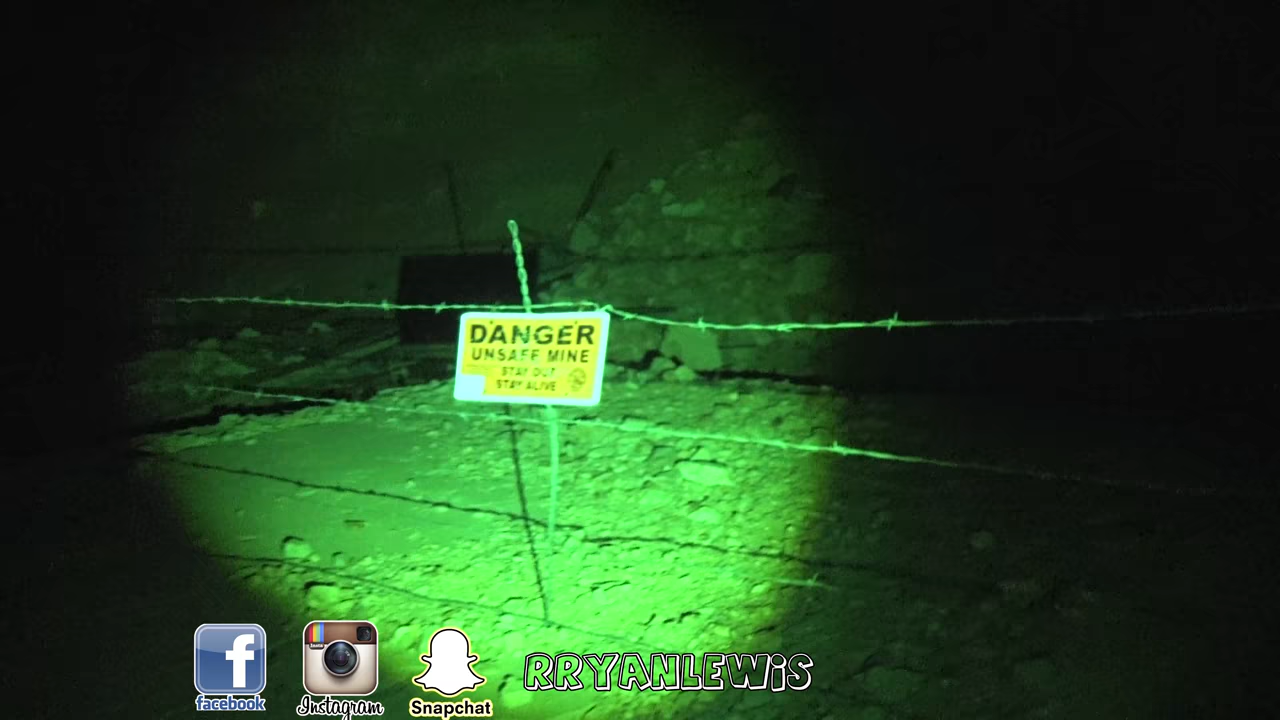 DANGER
UNSAFE MINE
STAY OUT
STAY ALIVE
facebook
Instagram
Snapchat
RRYANLEWiS